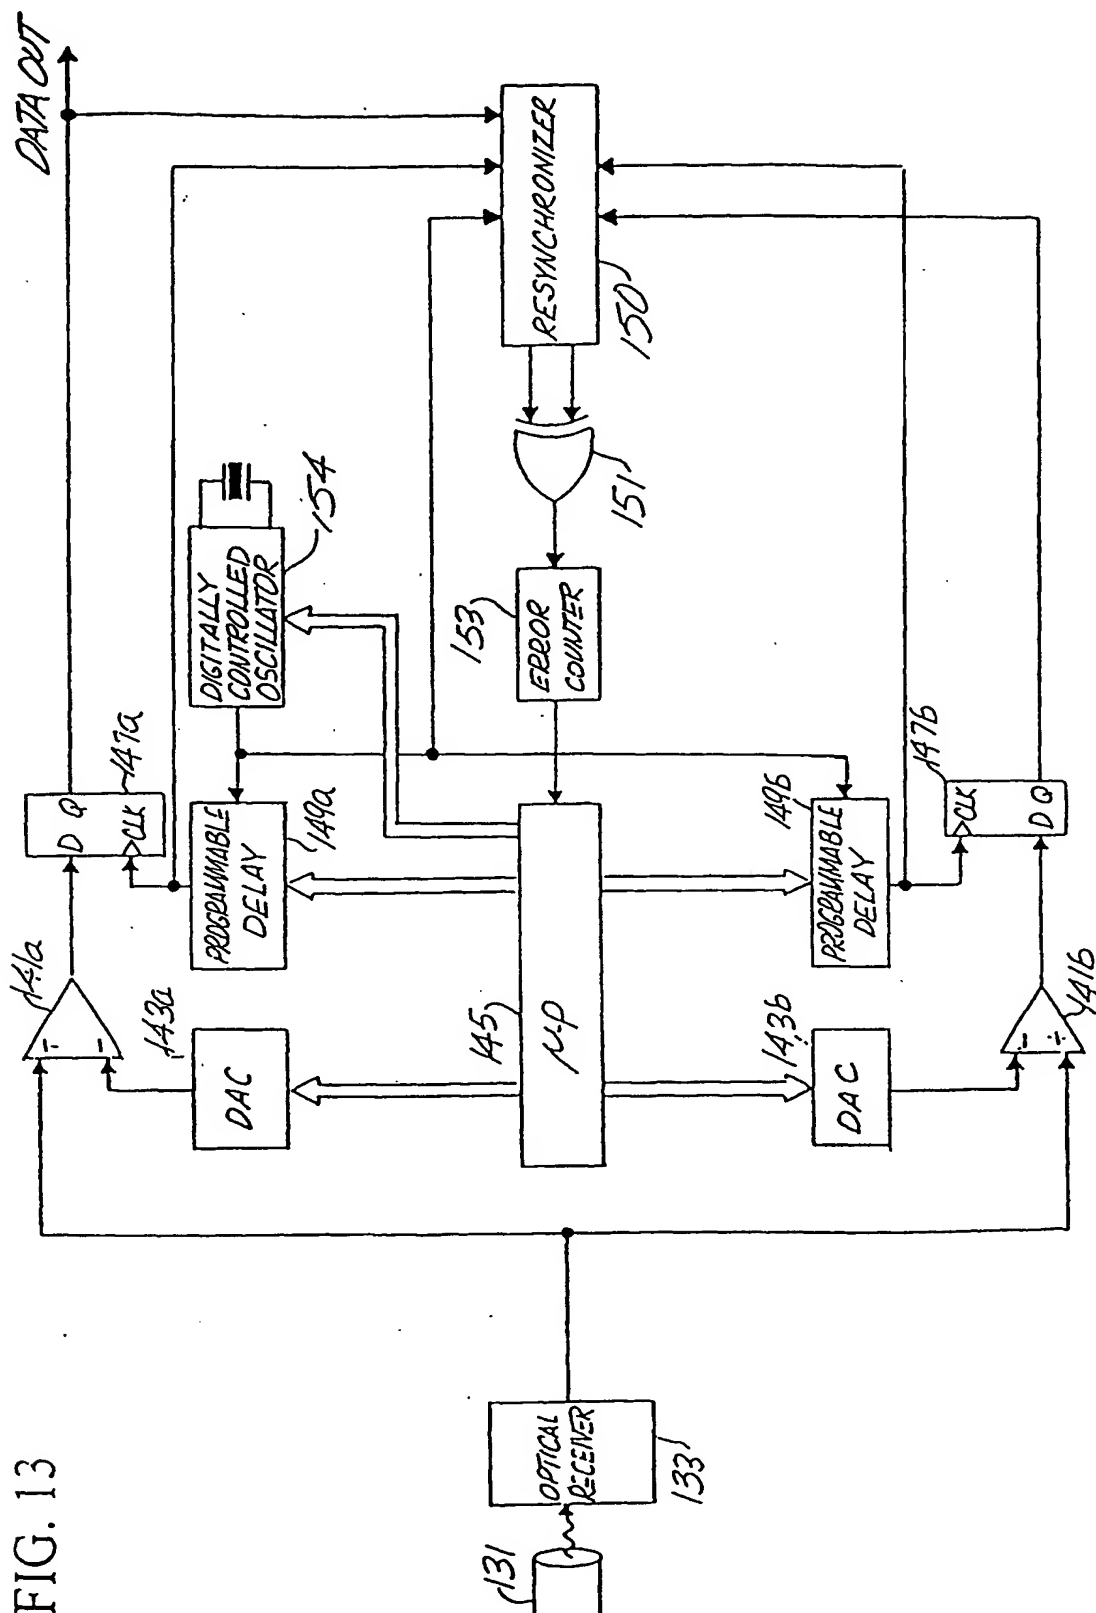 FIG. 13
131
OPTICAL
RECEIVER
133
141a
+
−
143a
DAC
145
μP
143b
DAC
141b
−
+
147a
D Q
CLK
PROGRAMMABLE
DELAY
149a
DIGITALLY
CONTROLLED
OSCILLATOR
154
153
ERROR
COUNTER
151
149b
PROGRAMMABLE
DELAY
147b
CLK
D Q
RESYNCHRONIZER
150
DATA OUT